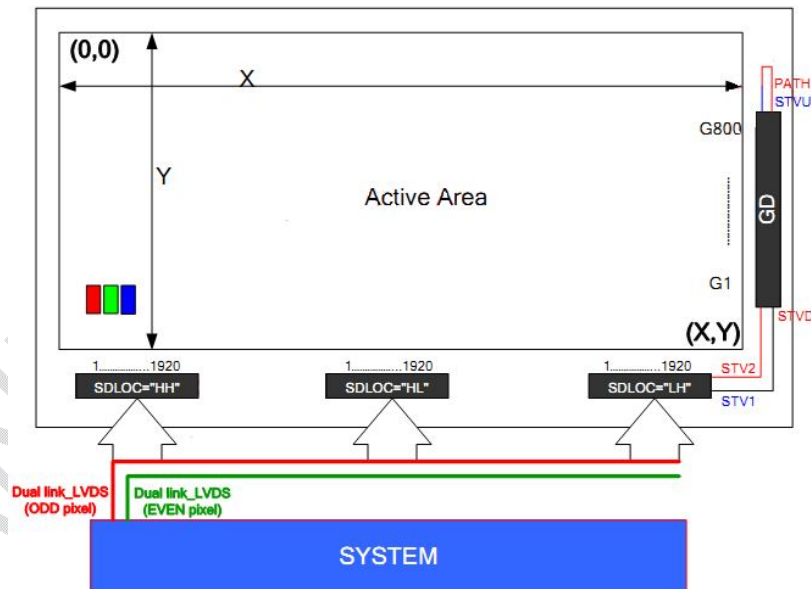 (0,0)
X
PATH
STVU
G800
Y
Active Area
GD
G1
STVD
(X,Y)
1................1920
1................1920
1................1920
STV2
SDLOC="HH"
SDLOC="HL"
SDLOC="LH"
STV1
Dual link_LVDS
(ODD pixel)
Dual link_LVDS
(EVEN pixel)
SYSTEM